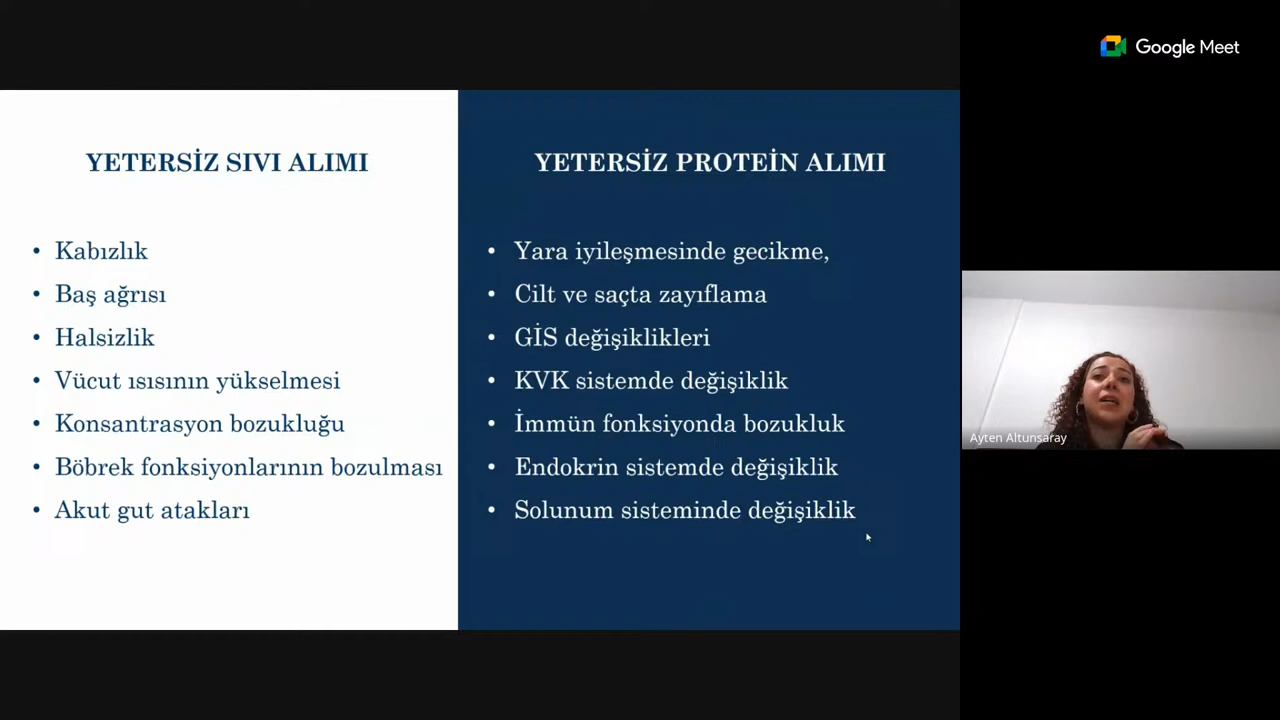 Google Meet
YETERSİZ SIVI ALIMI
• Kabızlık
• Baş ağrısı
• Halsizlik
• Vücut ısısının yükselmesi
• Konsantrasyon bozukluğu
• Böbrek fonksiyonlarının bozulması
• Akut gut atakları
YETERSİZ PROTEİN ALIMI
• Yara iyileşmesinde gecikme,
• Cilt ve saçta zayıflama
• GİS değişiklikleri
• KVK sistemde değişiklik
• İmmün fonksiyonda bozukluk
• Endokrin sistemde değişiklik
• Solunum sisteminde değişiklik
Ayten Altunsaray